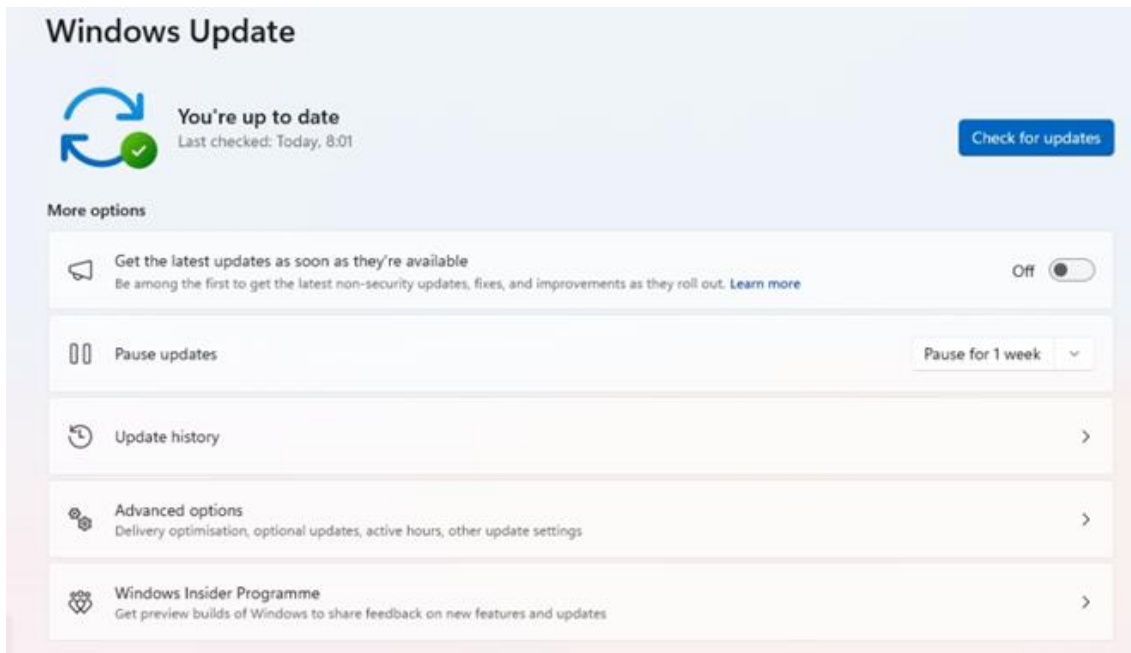 Windows Update
You're up to date
Last checked: Today, 8:01
Check for updates
More options
Get the latest updates as soon as they're available
Off
Be among the first to get the latest non-security updates, fixes, and improvements as they roll out. Learn more
Pause updates
Pause for 1 week
Update history
Advanced options
Delivery optimisation, optional updates, active hours, other update settings
Windows Insider Programme
Get preview builds of Windows to share feedback on new features and updates